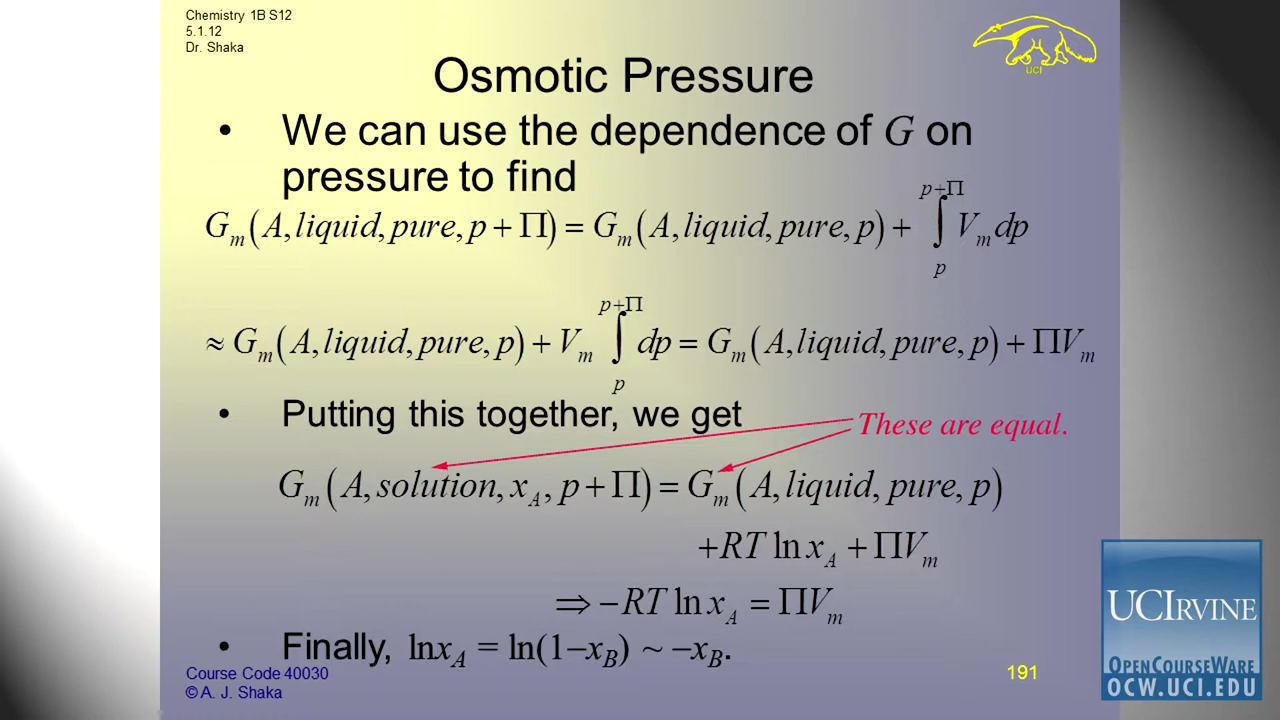 Chemistry 1B S12
5.1.12
Dr. Shaka
UCI
Osmotic Pressure
• We can use the dependence of G on
pressure to find
G_m(A,liquid,pure,p+Π) = G_m(A,liquid,pure,p) + ∫_p^{p+Π} V_m dp
≈ G_m(A,liquid,pure,p) + V_m ∫_p^{p+Π} dp = G_m(A,liquid,pure,p) + ΠV_m
• Putting this together, we get
These are equal.
G_m(A,solution,x_A,p+Π) = G_m(A,liquid,pure,p)
+RT ln x_A + ΠV_m
⇒ −RT ln x_A = ΠV_m
• Finally, lnx_A = ln(1−x_B) ~ −x_B.
Course Code 40030
© A. J. Shaka
191
UCIRVINE
OPENCOURSEWARE
OCW.UCI.EDU